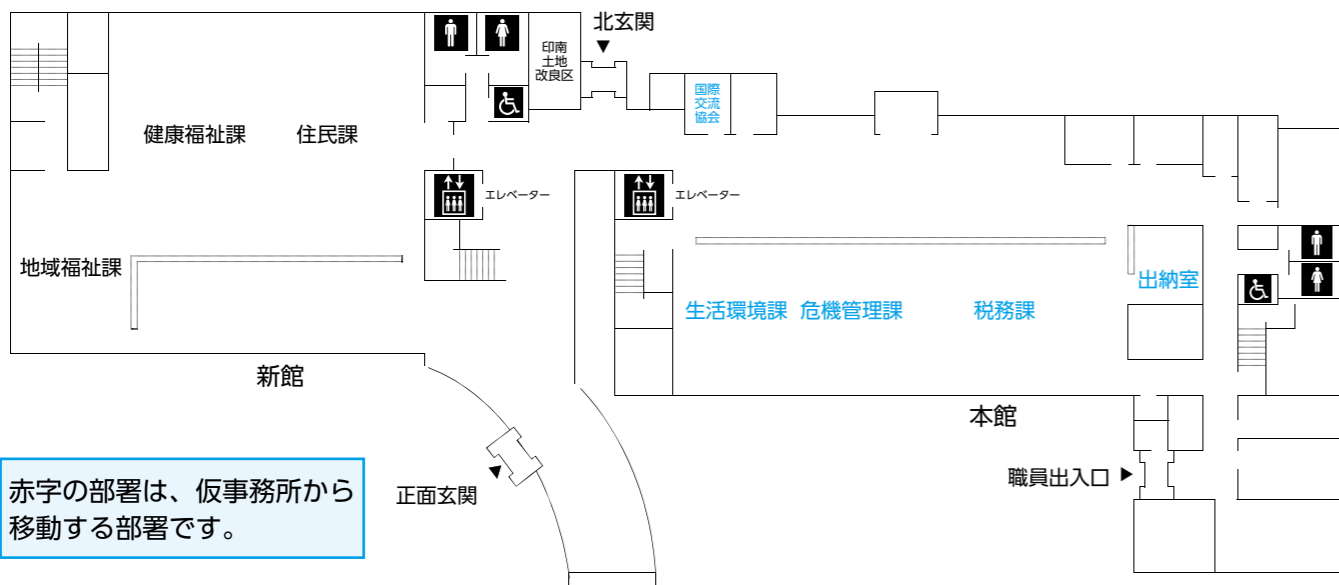 北玄関
▼
印南
土地
改良区
国際
交流
協会
健康福祉課
住民課
エレベーター
エレベーター
地域福祉課
出納室
生活環境課
危機管理課
税務課
新館
本館
職員出入口 ▶
正面玄関
赤字の部署は、仮事務所から
移動する部署です。